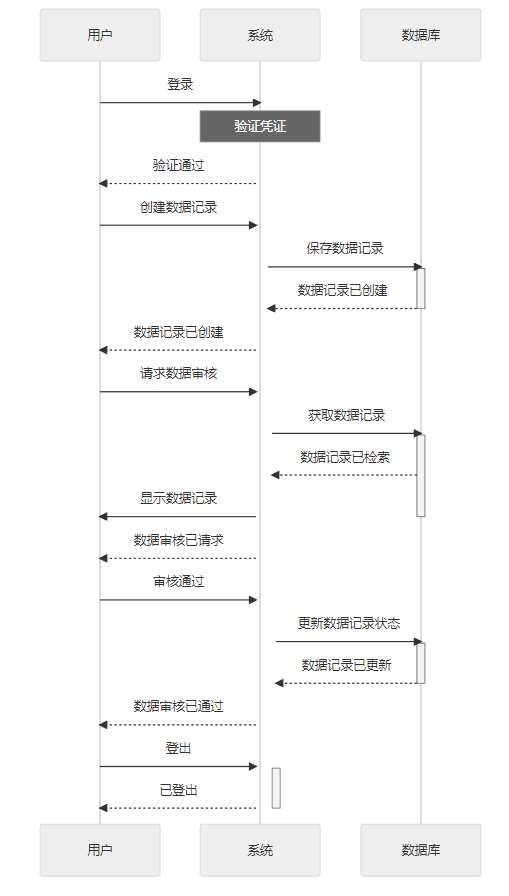 用户
系统
数据库
登录
验证凭证
验证通过
创建数据记录
保存数据记录
数据记录已创建
数据记录已创建
请求数据审核
获取数据记录
数据记录已检索
显示数据记录
数据审核已请求
审核通过
更新数据记录状态
数据记录已更新
数据审核已通过
登出
已登出
用户
系统
数据库